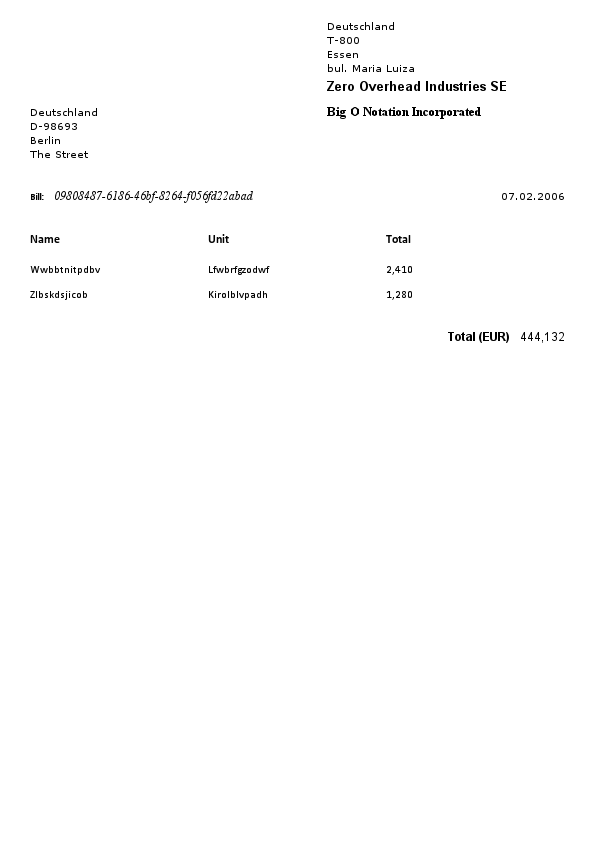 Deutschland
T-800
Essen
bul. Maria Luiza
Zero Overhead Industries SE
Big O Notation Incorporated
Deutschland
D-98693
Berlin
The Street
Bill: 09808487-6186-46bf-8264-f056fd22abad 07.02.2006
Name Unit Total
Wwbbtnitpdbv Lfwbrfgzodwf 2,410
Zlbskdsjicob Kirolblvpadh 1,280
Total (EUR) 444,132